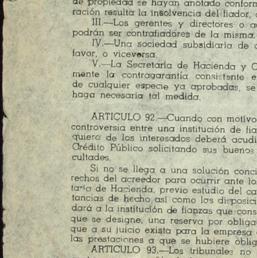 de propiedad se hayan anotado conform
ración resulta la insolvencia del fiador,
III.—Los gerentes y directores o a
podrán ser contrafiadores de la misma.
IV.—Una sociedad subsidiaria de o
favor, o viceversa.
V.—La Secretaría de Hacienda y C
mente la contragarantía consistente e
de cualquier especie ya aprobadas, se
haga necesaria tal medida.
ARTICULO 92.—Cuando con motivo
controversia entre una institución de fia
quiera de los interesados deberá acudi
Crédito Público solicitando sus buenos
cultades.
Si no se llega a una solución conci
rechos del acreedor para ocurrir ante lo
taría de Hacienda, previo estudio del ca
tancias de hecho así como los disposicio
dará a la institución de fianzas que cons
que se designe, una reserva por obliga
que a su juicio exista para la empresa
las prestaciones a que se hubiere oblig
ARTICULO 93.—Los tribunales no